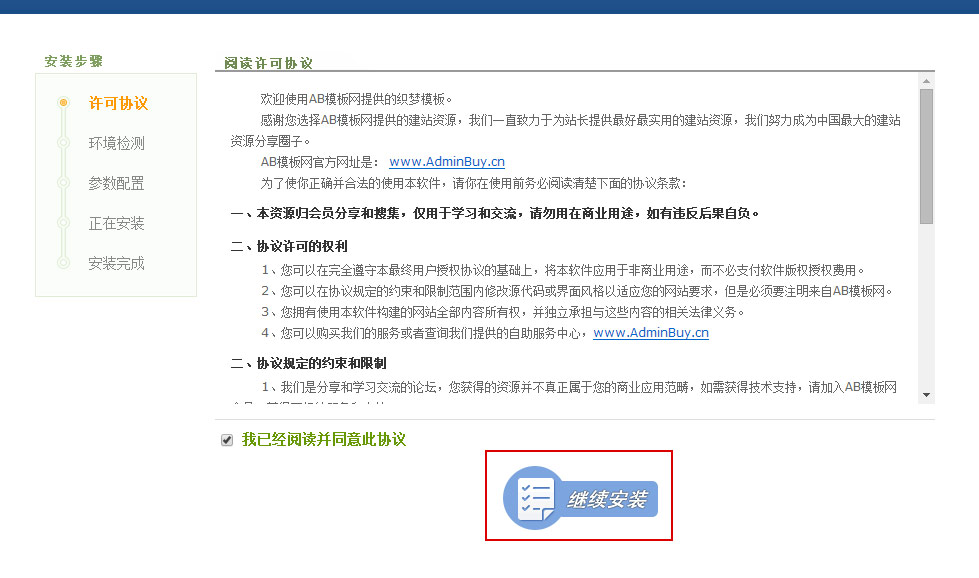 安装步骤
许可协议
环境检测
参数配置
正在安装
安装完成
阅读许可协议
欢迎使用AB模板网提供的织梦模板。
感谢您选择AB模板网提供的建站资源，我们一直致力于为站长提供最好最实用的建站资源，我们努力成为中国最大的建站
资源分享圈子。
AB模板网官方网址是： www.AdminBuy.cn
为了使你正确并合法的使用本软件，请你在使用前务必阅读清楚下面的协议条款：
一、本资源归会员分享和搜集，仅用于学习和交流，请勿用在商业用途，如有违反后果自负。
二、协议许可的权利
1、您可以在完全遵守本最终用户授权协议的基础上，将本软件应用于非商业用途，而不必支付软件版权授权费用。
2、您可以在协议规定的约束和限制范围内修改源代码或界面风格以适应您的网站要求，但是必须要注明来自AB模板网。
3、您拥有使用本软件构建的网站全部内容所有权，并独立承担与这些内容的相关法律义务。
4、您可以购买我们的服务或者查询我们提供的自助服务中心，www.AdminBuy.cn
二、协议规定的约束和限制
1、我们是分享和学习交流的论坛，您获得的资源并不真正属于您的商业应用范畴，如需获得技术支持，请加入AB模板网
我已经阅读并同意此协议
继续安装